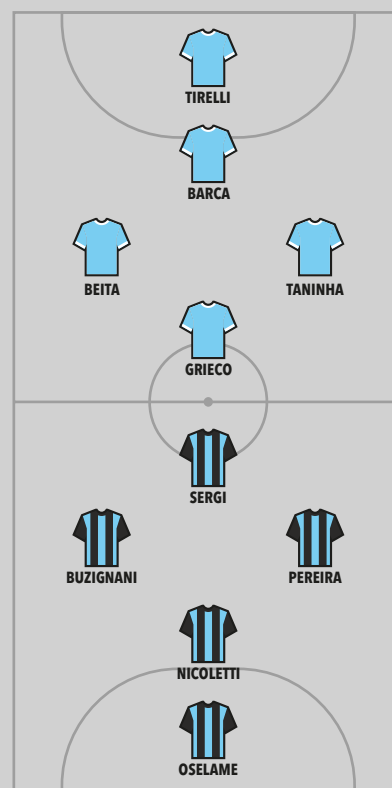 TIRELLI
BARCA
BEITA
TANINHA
GRIECO
SERGI
BUZIGNANI
PEREIRA
NICOLETTI
OSELAME